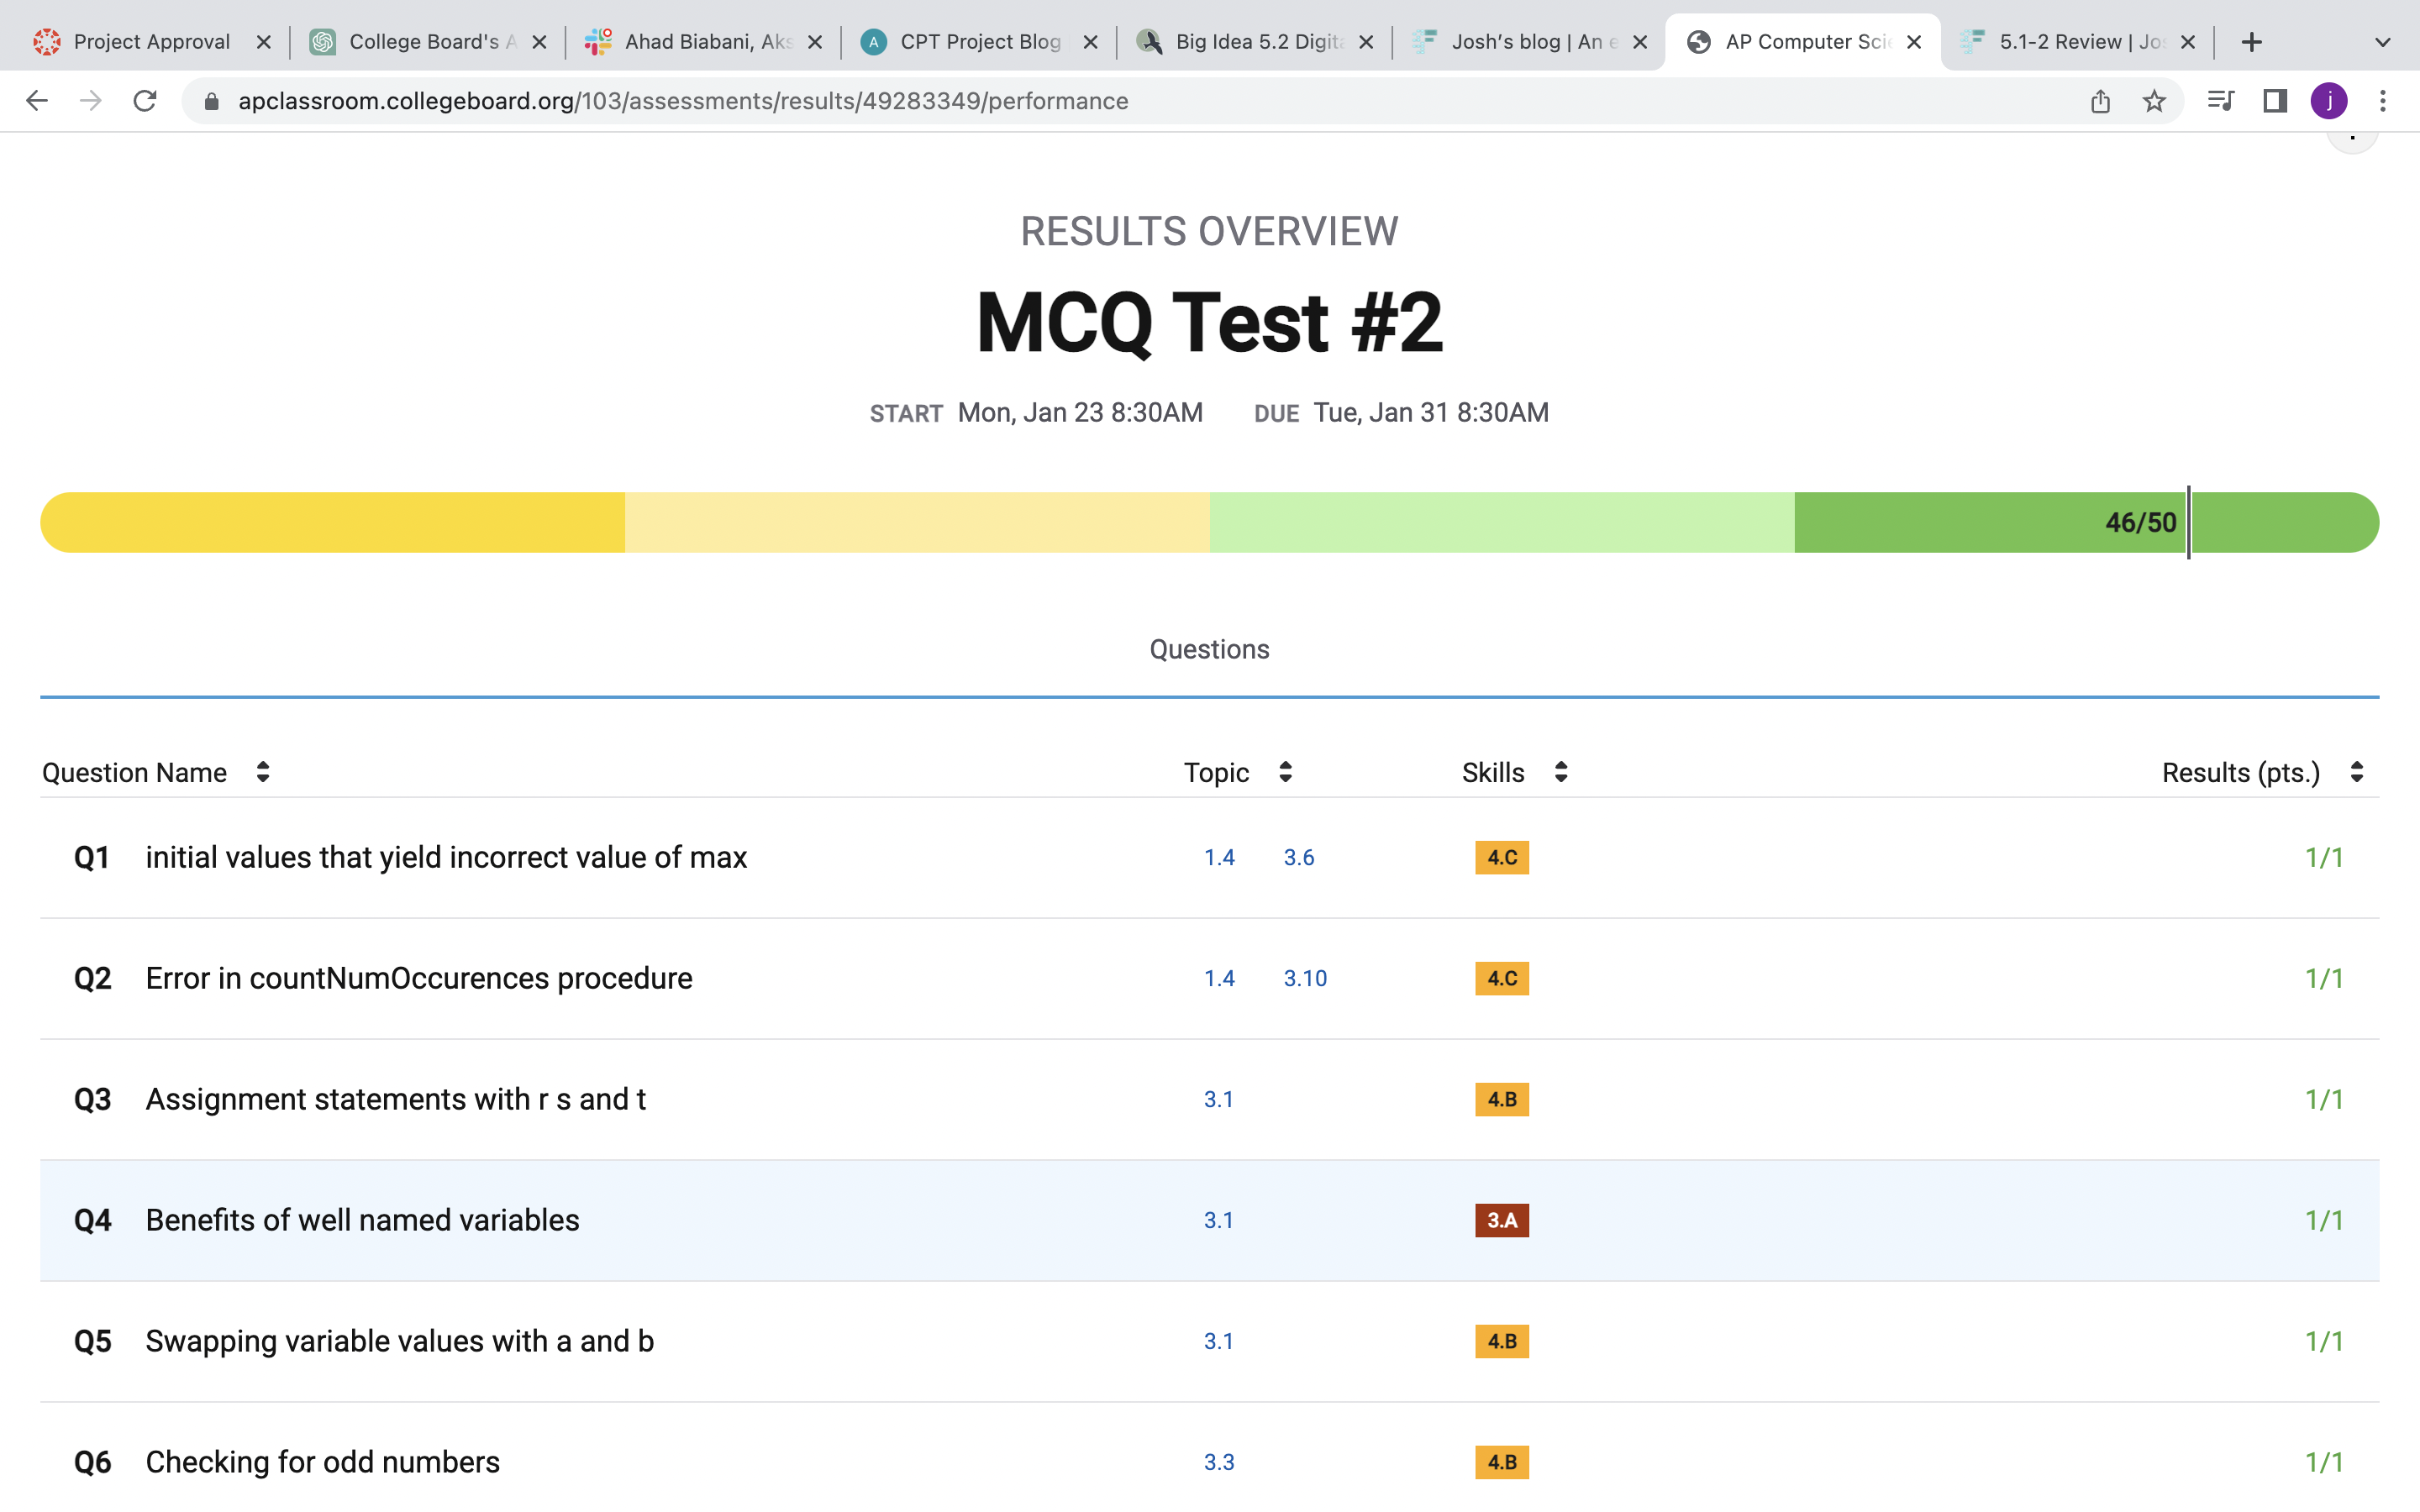 Project Approval
College Board's A
Ahad Biabani, Aks
A CPT Project Blog
Big Idea 5.2 Digita
Josh's blog | An e
AP Computer Scie
5.1-2 Review | Jos
apclassroom.collegeboard.org/103/assessments/results/49283349/performance
j
RESULTS OVERVIEW
MCQ Test #2
START Mon, Jan 23 8:30AM DUE Tue, Jan 31 8:30AM
46/50
Questions
Question Name Topic Skills Results (pts.)
Q1 initial values that yield incorrect value of max 1.4 3.6 4.C 1/1
Q2 Error in countNumOccurences procedure 1.4 3.10 4.C 1/1
Q3 Assignment statements with r s and t 3.1 4.B 1/1
Q4 Benefits of well named variables 3.1 3.A 1/1
Q5 Swapping variable values with a and b 3.1 4.B 1/1
Q6 Checking for odd numbers 3.3 4.B 1/1